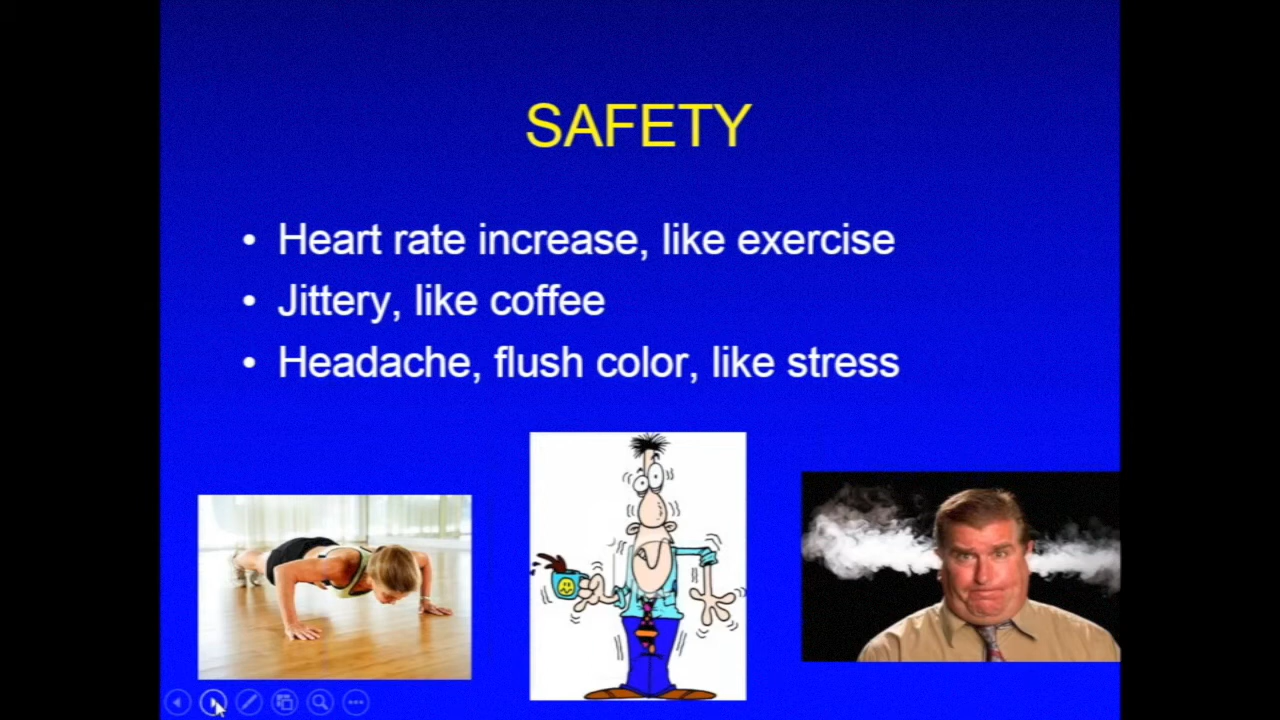 SAFETY
• Heart rate increase, like exercise
• Jittery, like coffee
• Headache, flush color, like stress